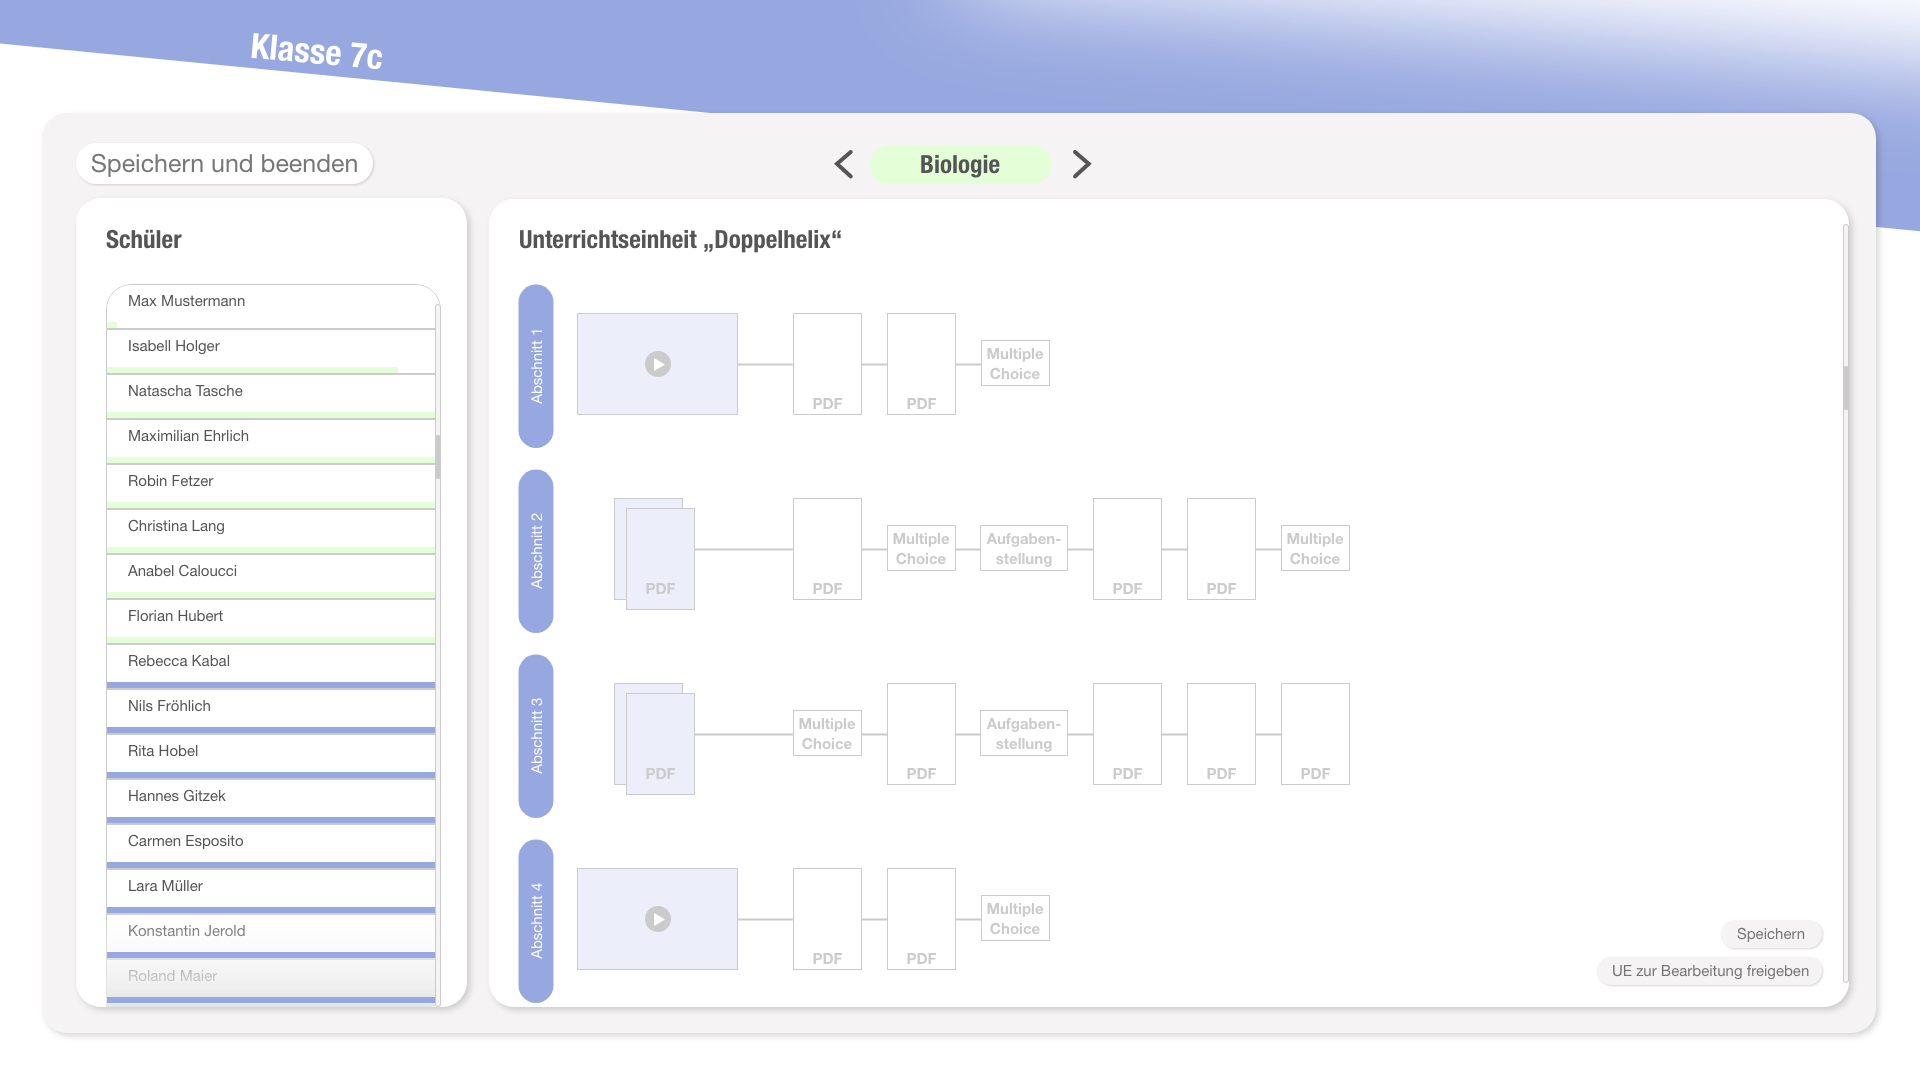 Klasse 7c
Speichern und beenden
Biologie
Schüler
Max Mustermann
Isabell Holger
Natascha Tasche
Maximilian Ehrlich
Robin Fetzer
Christina Lang
Anabel Caloucci
Florian Hubert
Rebecca Kabal
Nils Fröhlich
Rita Hobel
Hannes Gitzek
Carmen Esposito
Lara Müller
Konstantin Jerold
Roland Maier
Unterrichtseinheit „Doppelhelix“
Abschnitt 1
PDF
PDF
Multiple
Choice
Abschnitt 2
PDF
PDF
Multiple
Choice
Aufgaben-
stellung
PDF
PDF
Multiple
Choice
Abschnitt 3
PDF
Multiple
Choice
PDF
Aufgaben-
stellung
PDF
PDF
PDF
Abschnitt 4
PDF
PDF
Multiple
Choice
Speichern
UE zur Bearbeitung freigeben